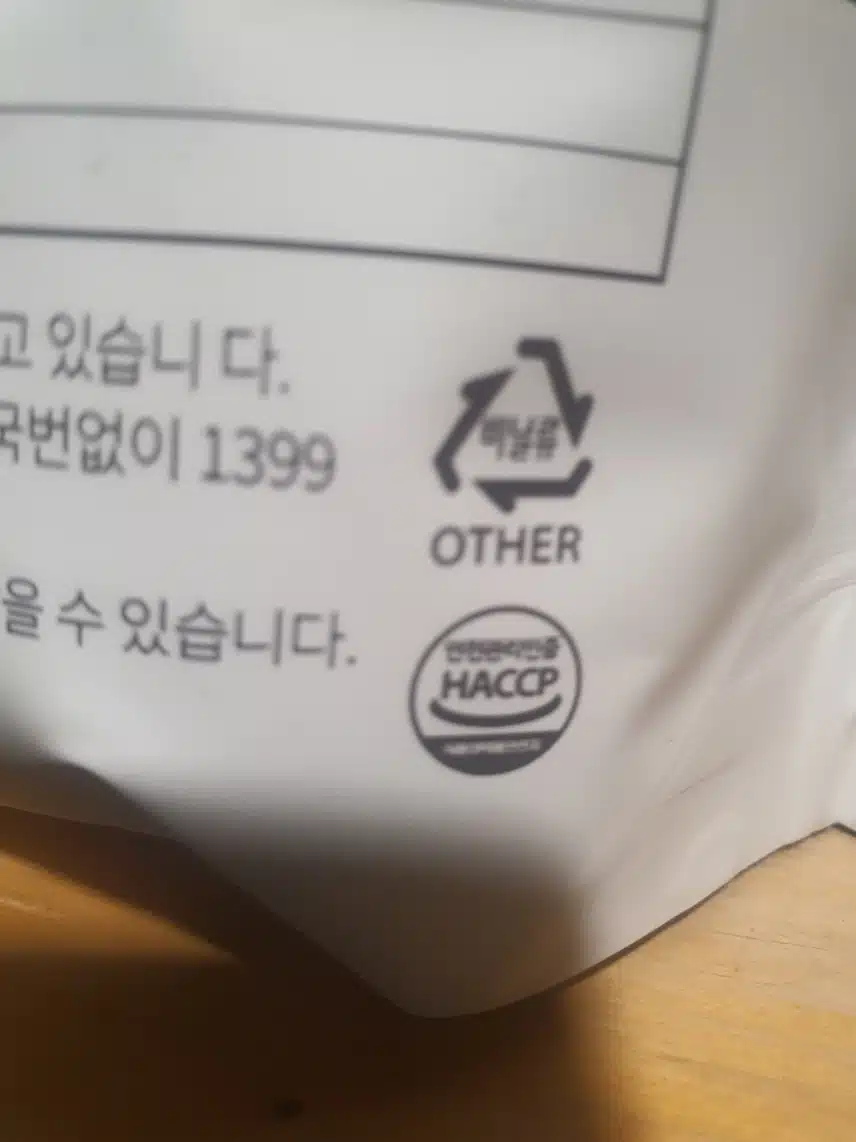 고 있습니 다.
국번없이 1399
을 수 있습니다.
비닐류
OTHER
안전관리인증
HACCP